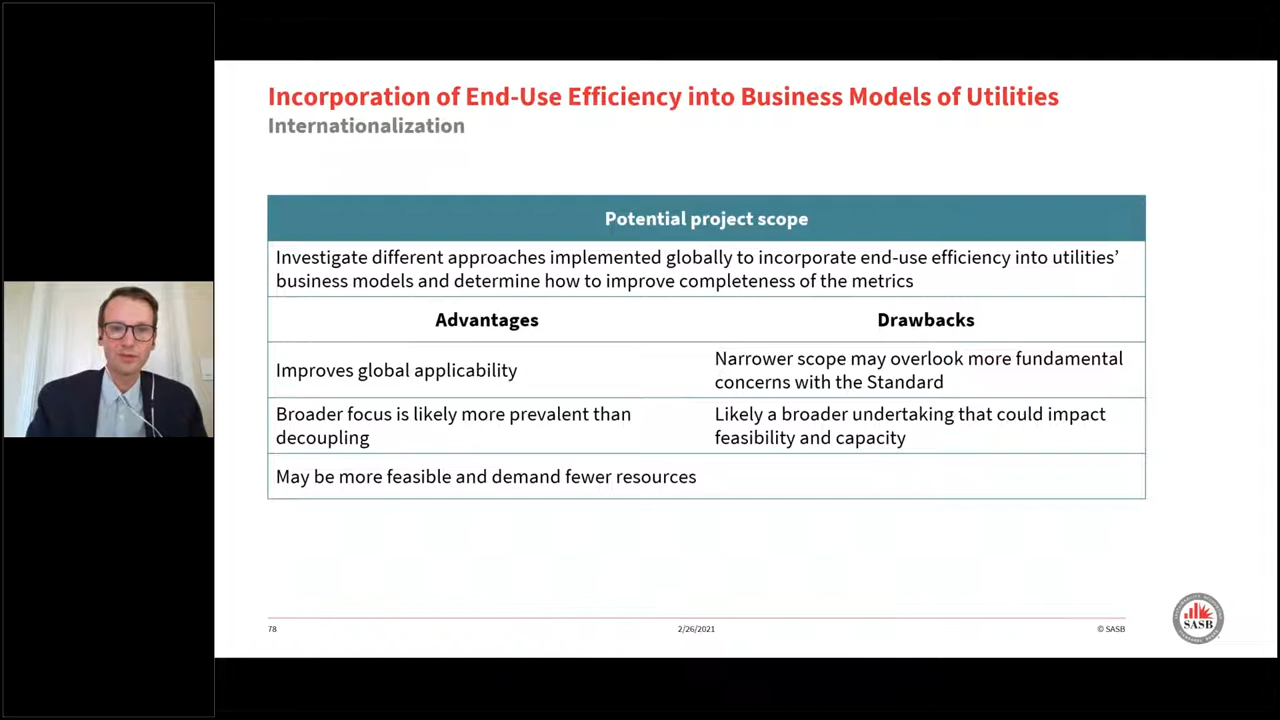 Incorporation of End-Use Efficiency into Business Models of Utilities
Internationalization
Potential project scope
Investigate different approaches implemented globally to incorporate end-use efficiency into utilities’
business models and determine how to improve completeness of the metrics
Advantages
Drawbacks
Improves global applicability
Narrower scope may overlook more fundamental
concerns with the Standard
Broader focus is likely more prevalent than
decoupling
Likely a broader undertaking that could impact
feasibility and capacity
May be more feasible and demand fewer resources
78
2/26/2021
© SASB
SASB